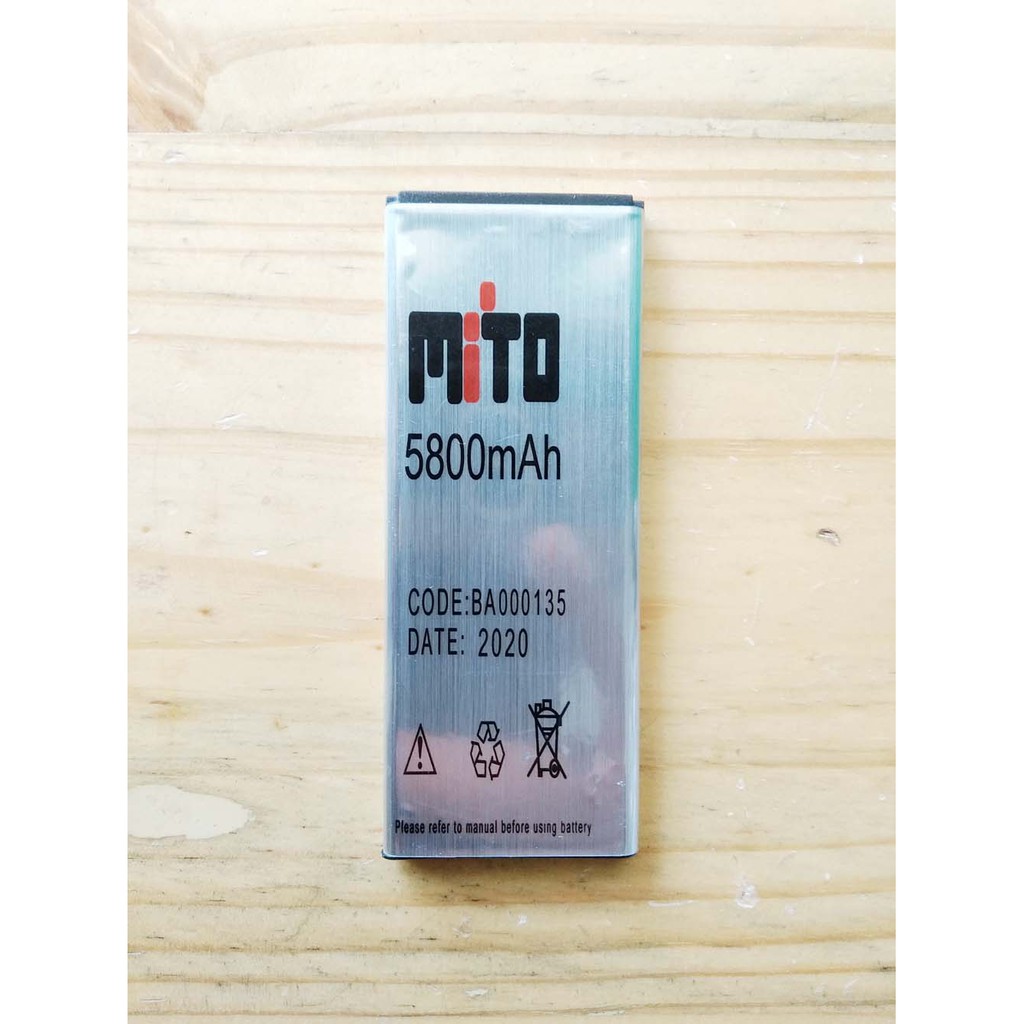 MiTO
5800mAh
CODE:BA000135
DATE: 2020
Please refer to manual before using battery